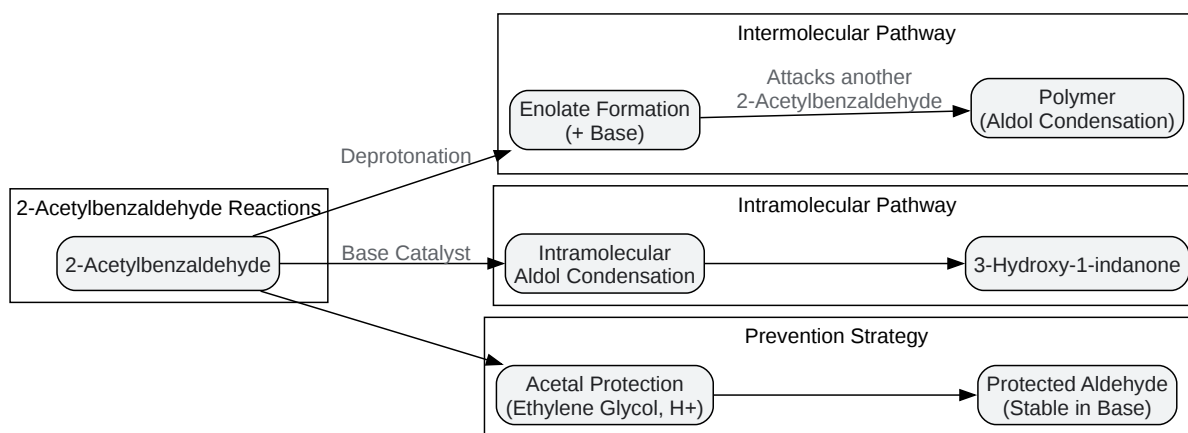 Intermolecular Pathway
Attacks another
2-Acetylbenzaldehyde
Enolate Formation
(+ Base)
Polymer
(Aldol Condensation)
Deprotonation
2-Acetylbenzaldehyde Reactions
2-Acetylbenzaldehyde
Base Catalyst
Intramolecular Pathway
Intramolecular
Aldol Condensation
3-Hydroxy-1-indanone
Prevention Strategy
Acetal Protection
(Ethylene Glycol, H+)
Protected Aldehyde
(Stable in Base)